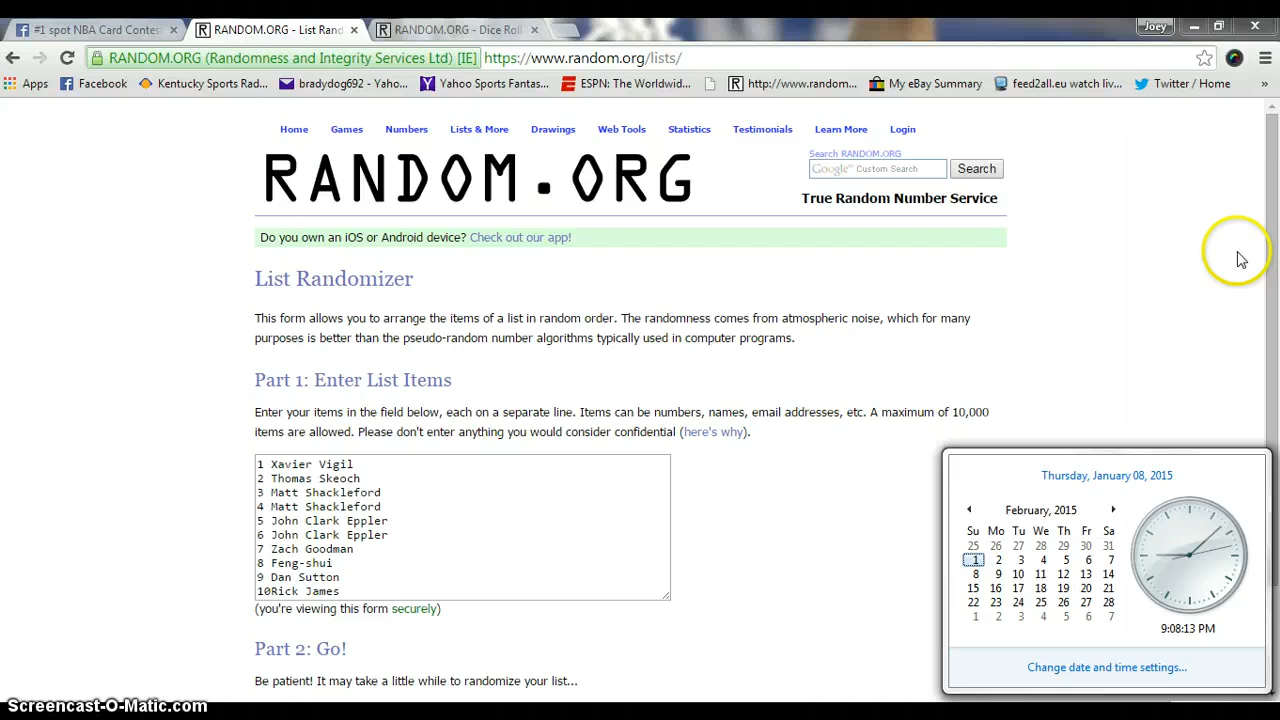 #1 spot NBA Card Contes
RANDOM.ORG - List Rand
RANDOM.ORG - Dice Roll
Joey
RANDOM.ORG (Randomness and Integrity Services Ltd) [IE]
https://www.random.org/lists/
Apps
Facebook
Kentucky Sports Rad...
bradydog692 - Yaho...
Yahoo Sports Fantas...
ESPN: The Worldwid...
http://www.random...
My eBay Summary
feed2all.eu watch livi...
Twitter / Home
»
Home
Games
Numbers
Lists & More
Drawings
Web Tools
Statistics
Testimonials
Learn More
Login
Search RANDOM.ORG
RANDOM.ORG
Google™ Custom Search
Search
True Random Number Service
Do you own an iOS or Android device? Check out our app!
List Randomizer
This form allows you to arrange the items of a list in random order. The randomness comes from atmospheric noise, which for many
purposes is better than the pseudo-random number algorithms typically used in computer programs.
Part 1: Enter List Items
Enter your items in the field below, each on a separate line. Items can be numbers, names, email addresses, etc. A maximum of 10,000
items are allowed. Please don't enter anything you would consider confidential (here's why).
1 Xavier Vigil
2 Thomas Skeoch
3 Matt Shackleford
4 Matt Shackleford
5 John Clark Eppler
6 John Clark Eppler
7 Zach Goodman
8 Feng-shui
9 Dan Sutton
10Rick James
(you're viewing this form securely)
Part 2: Go!
Be patient! It may take a little while to randomize your list...
Thursday, January 08, 2015
February, 2015
Su Mo Tu We Th Fr Sa
25 26 27 28 29 30 31
1 2 3 4 5 6 7
8 9 10 11 12 13 14
15 16 17 18 19 20 21
22 23 24 25 26 27 28
1 2 3 4 5 6 7
9:08:13 PM
Change date and time settings...
Screencast-O-Matic.com